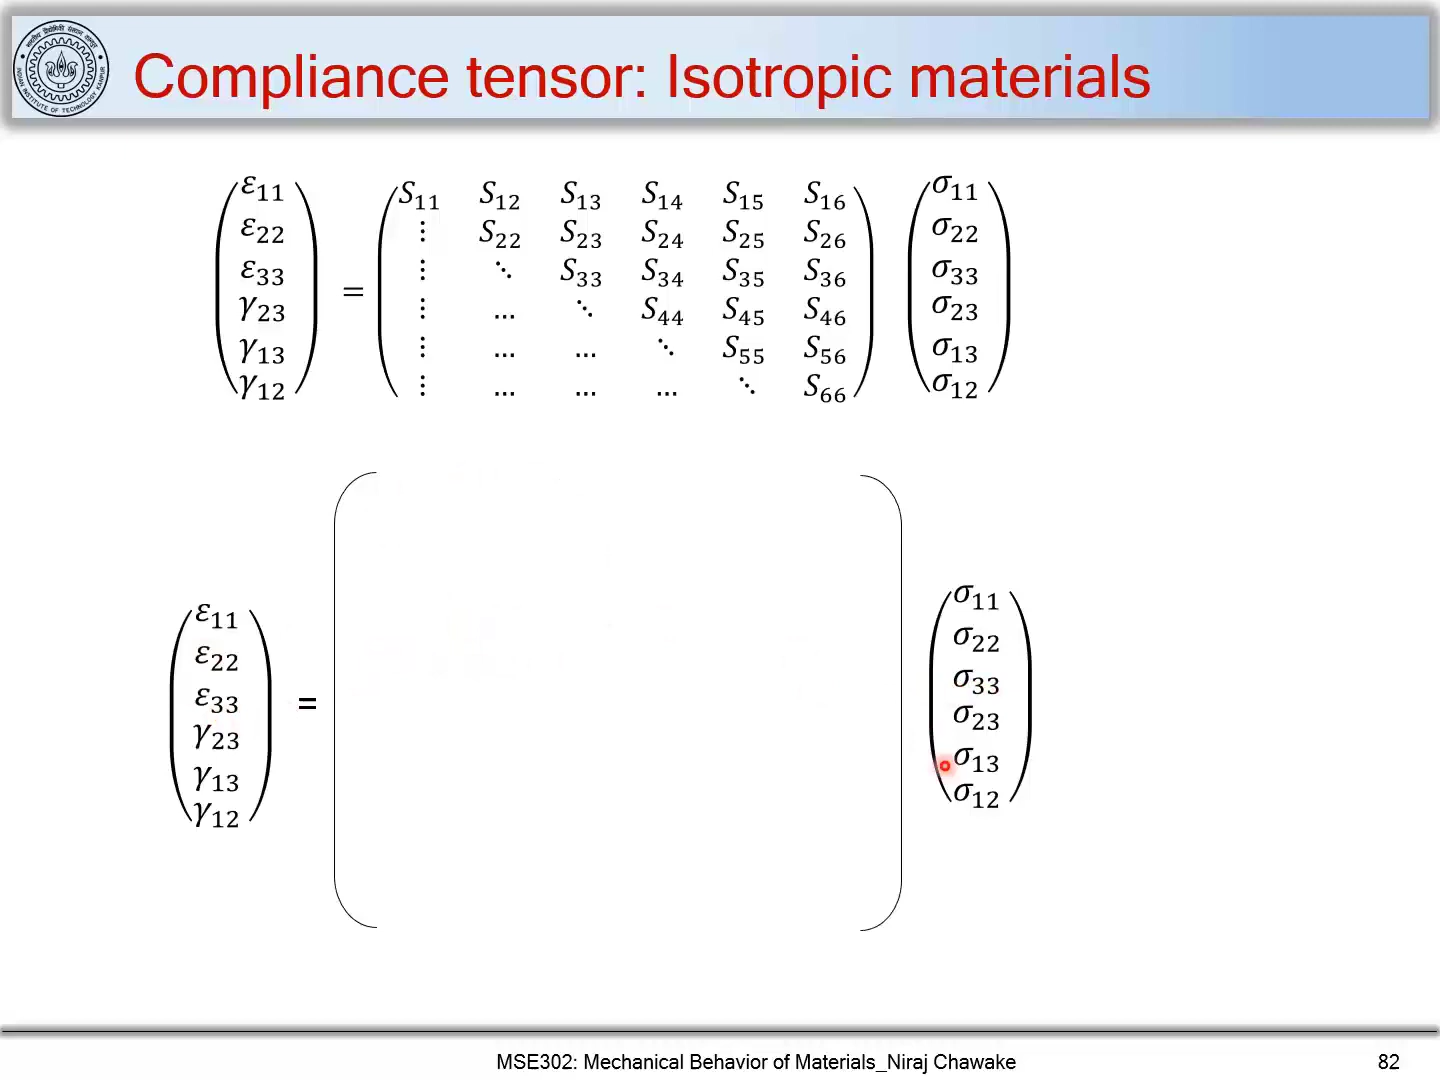 Compliance tensor: Isotropic materials
ε11 S11 S12 S13 S14 S15 S16 σ11
ε22 ⋮ S22 S23 S24 S25 S26 σ22
ε33 ⋮ ⋱ S33 S34 S35 S36 σ33
=
γ23 ⋮ ... ⋱ S44 S45 S46 σ23
γ13 ⋮ ... ... ⋱ S55 S56 σ13
γ12 ⋮ ... ... ... ⋱ S66 σ12
ε11 σ11
ε22 σ22
ε33 σ33
=
γ23 σ23
γ13 σ13
γ12 σ12
MSE302: Mechanical Behavior of Materials_Niraj Chawake
82